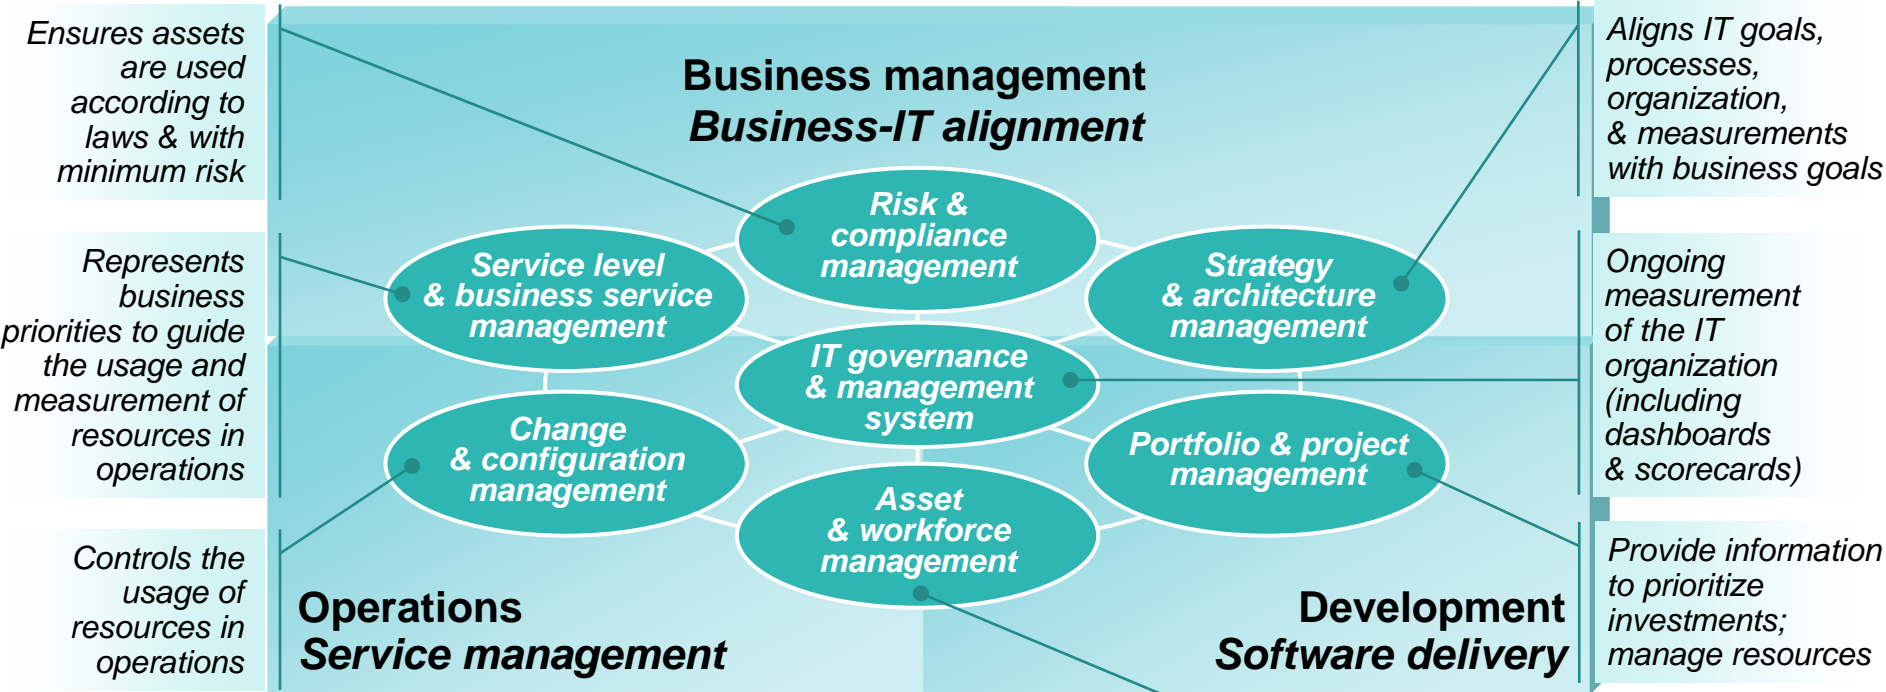 Ensures assets
are used
according to
laws & with
minimum risk
Represents
business
priorities to guide
the usage and
measurement of
resources in
operations
Controls the
usage of
resources in
operations
Business management
Business-IT alignment
Risk &
compliance
management
Service level
& business service
management
Strategy
& architecture
management
IT governance
& management
system
Change
& configuration
management
Portfolio & project
management
Asset
& workforce
management
Operations
Service management
Development
Software delivery
Aligns IT goals,
processes,
organization,
& measurements
with business goals
Ongoing
measurement
of the IT
organization
(including
dashboards
& scorecards)
Provide information
to prioritize
investments;
manage resources